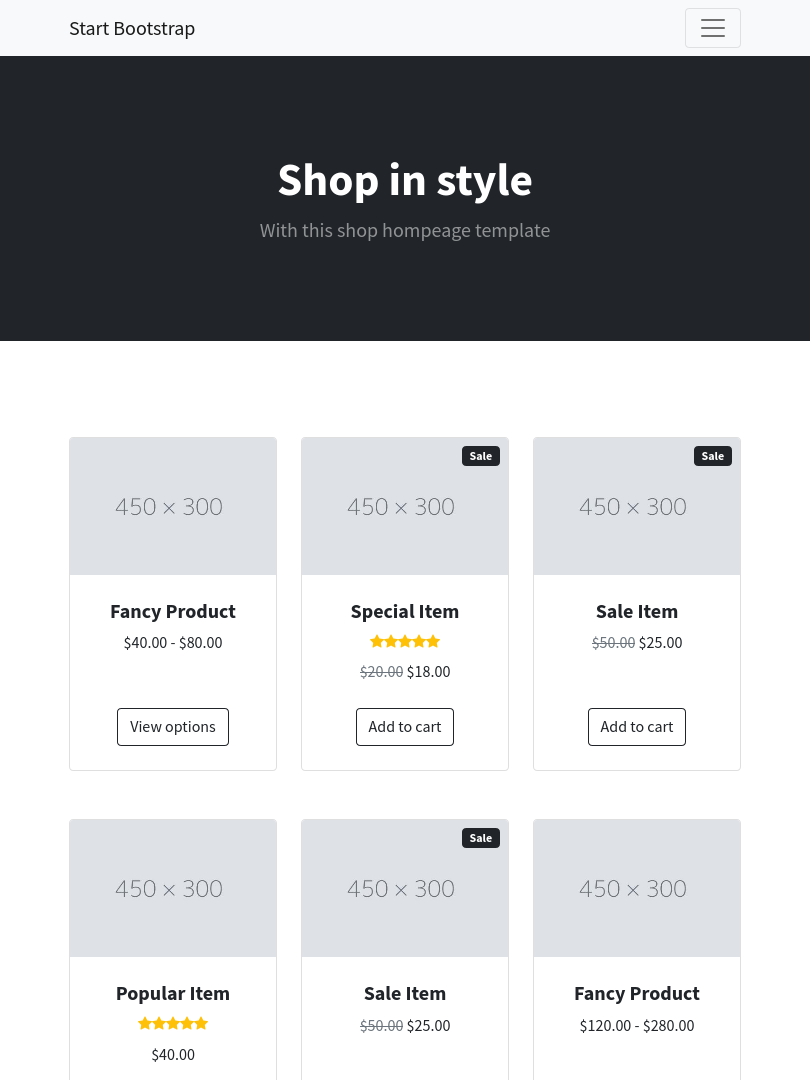 Start Bootstrap
Shop in style
With this shop hompeage template
450 × 300
Fancy Product
$40.00 - $80.00
View options
Sale
450 × 300
Special Item
$20.00 $18.00
Add to cart
Sale
450 × 300
Sale Item
$50.00 $25.00
Add to cart
450 × 300
Popular Item
$40.00
Sale
450 × 300
Sale Item
$50.00 $25.00
450 × 300
Fancy Product
$120.00 - $280.00